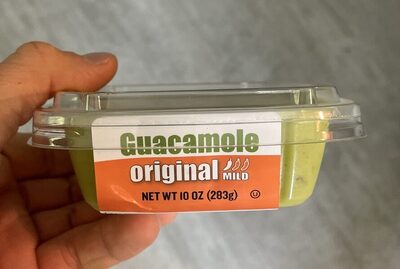 Guacamole
original MILD
NET WT 10 OZ (283g) U